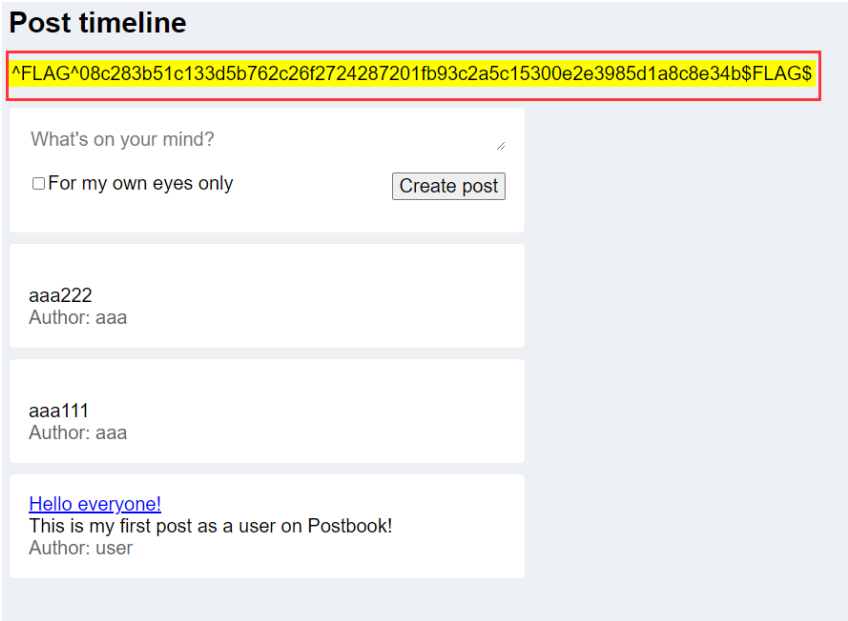 Post timeline
^FLAG^08c283b51c133d5b762c26f2724287201fb93c2a5c15300e2e3985d1a8c8e34b$FLAG$
What's on your mind?
For my own eyes only
Create post
aaa222
Author: aaa
aaa111
Author: aaa
Hello everyone!
This is my first post as a user on Postbook!
Author: user